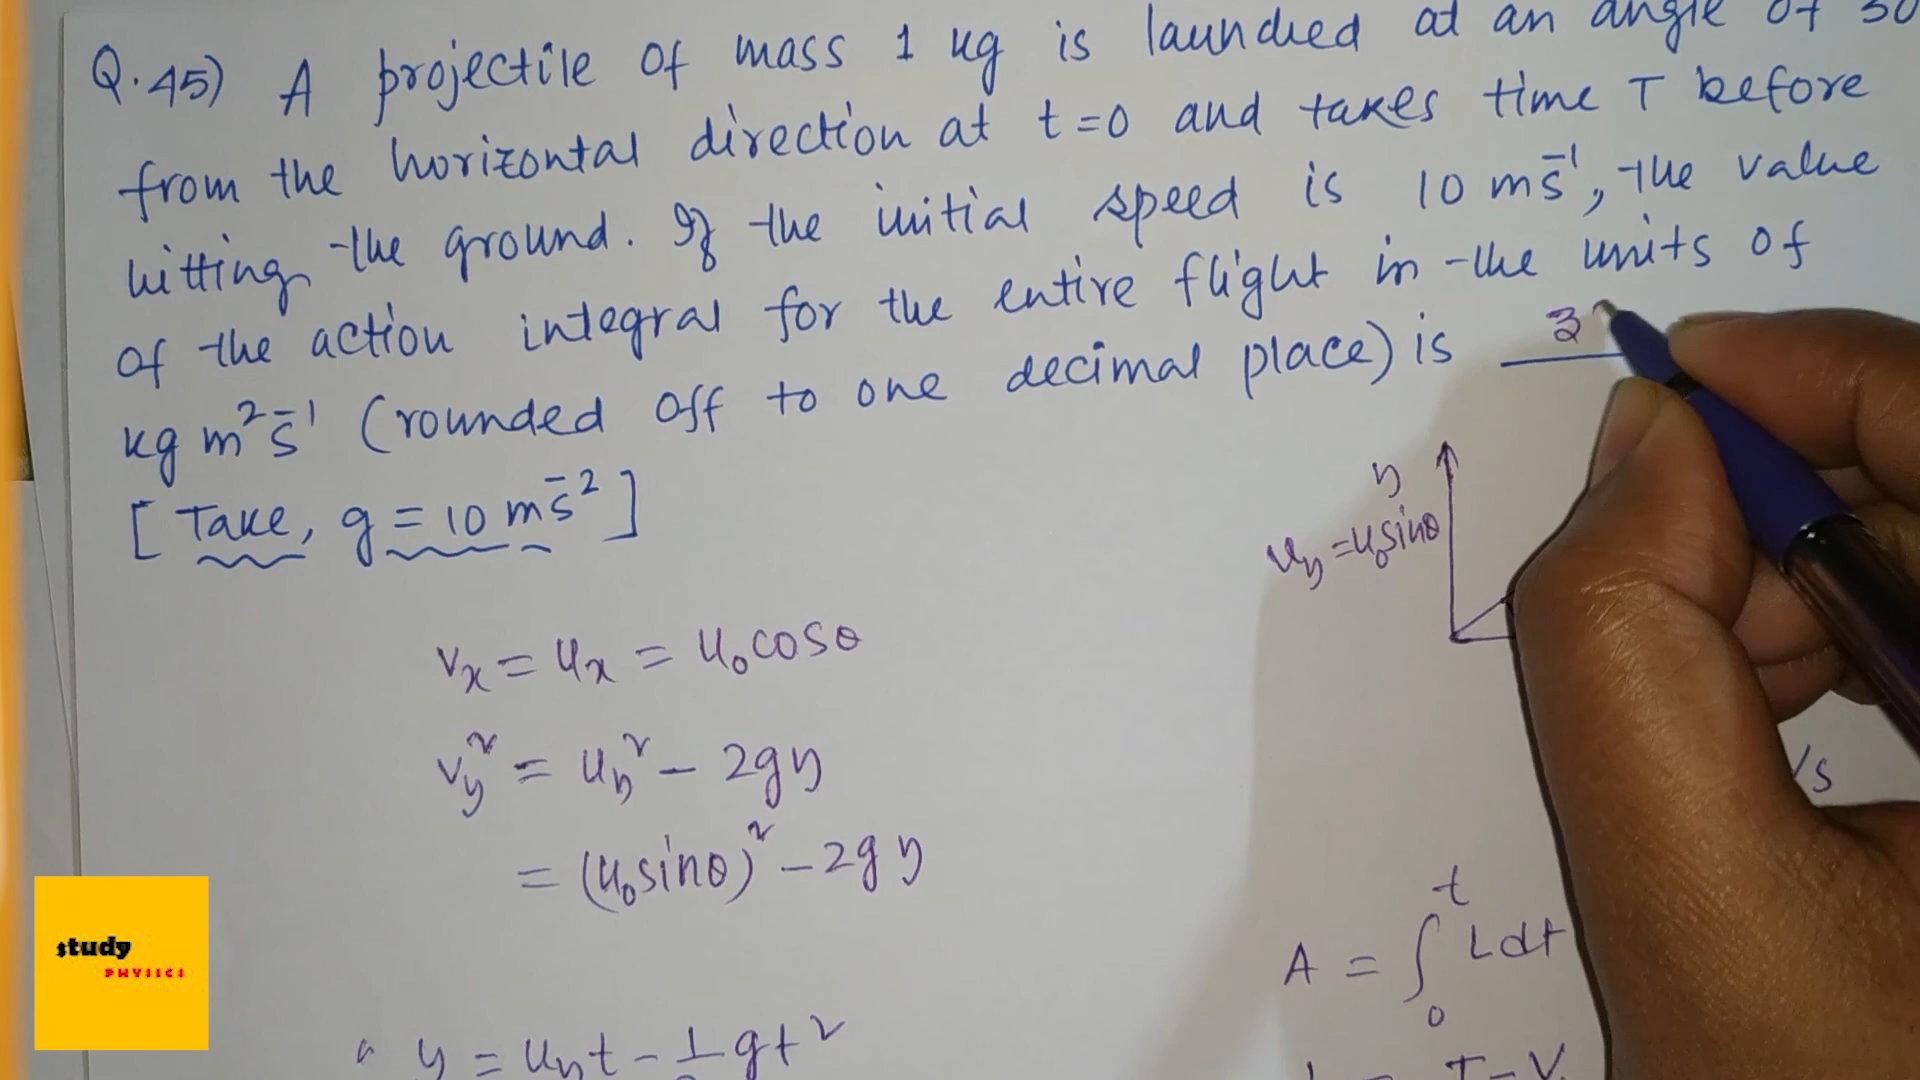 Q.45) A projectile of mass 1 kg is launched at an angle of 30
from the horizontal direction at t=0 and takes time T before
hitting the ground. If the initial speed is 10 ms⁻¹, the value
of the action integral for the entire flight in the units of
kg m²s⁻¹ (rounded off to one decimal place) is 3
[Take, g = 10 ms⁻²]
y
uy = u₀sinθ
vx = ux = u₀cosθ
vy² = uy² - 2gy
= (u₀sinθ)² - 2gy
/s
A = ∫₀ᵗ Ldt
y = uyt - 1 gt²
T - V
study
PHYSICS